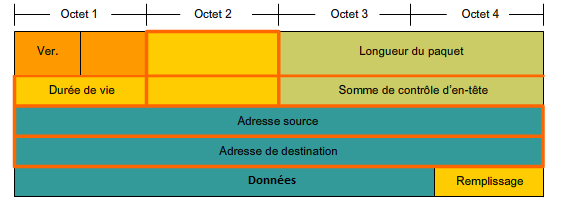 Octet 1 Octet 2 Octet 3 Octet 4
Ver. Longueur du paquet
Durée de vie Somme de contrôle d'en-tête
Adresse source
Adresse de destination
Données Remplissage